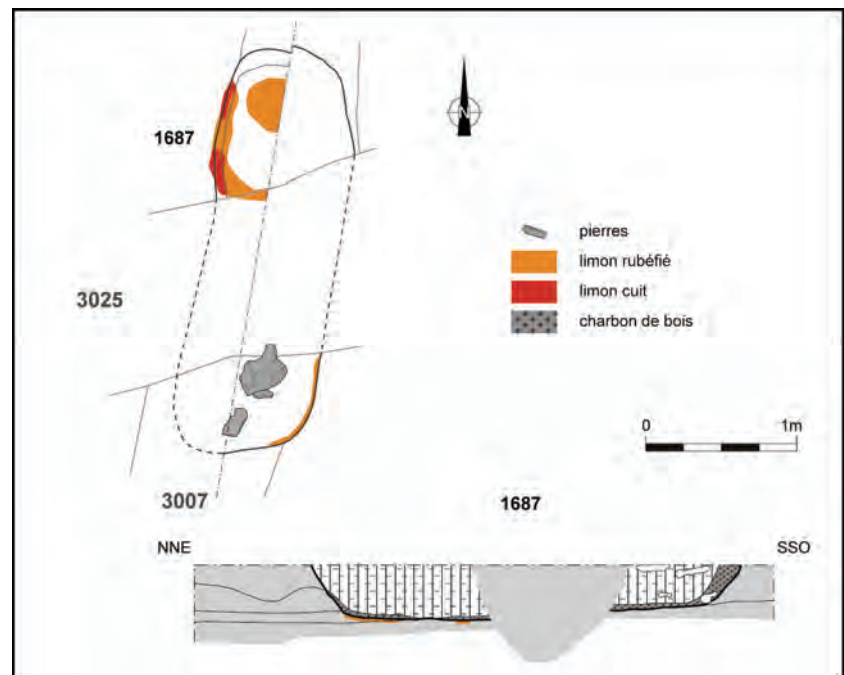 1687
N
pierres
limon rubéfié
limon cuit
charbon de bois
3025
0 1m
3007
1687
NNE
SSO